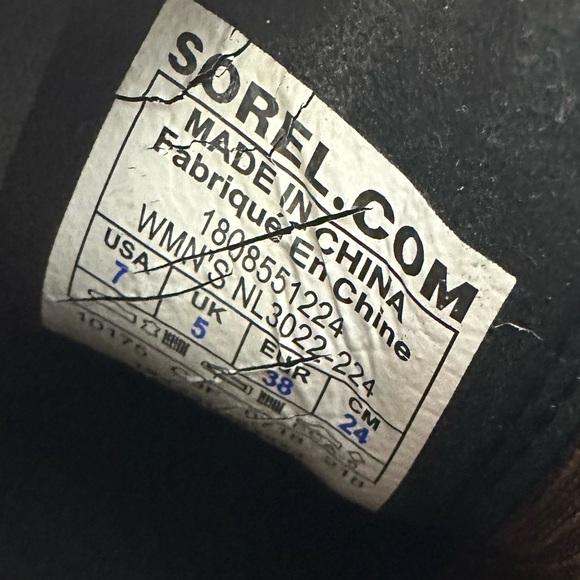 SOREL.COM
MADE IN CHINA
Fabriqué En Chine
1808551224
WMN'S NL3022-224
USA UK EUR CM
7 5 38 24
10175